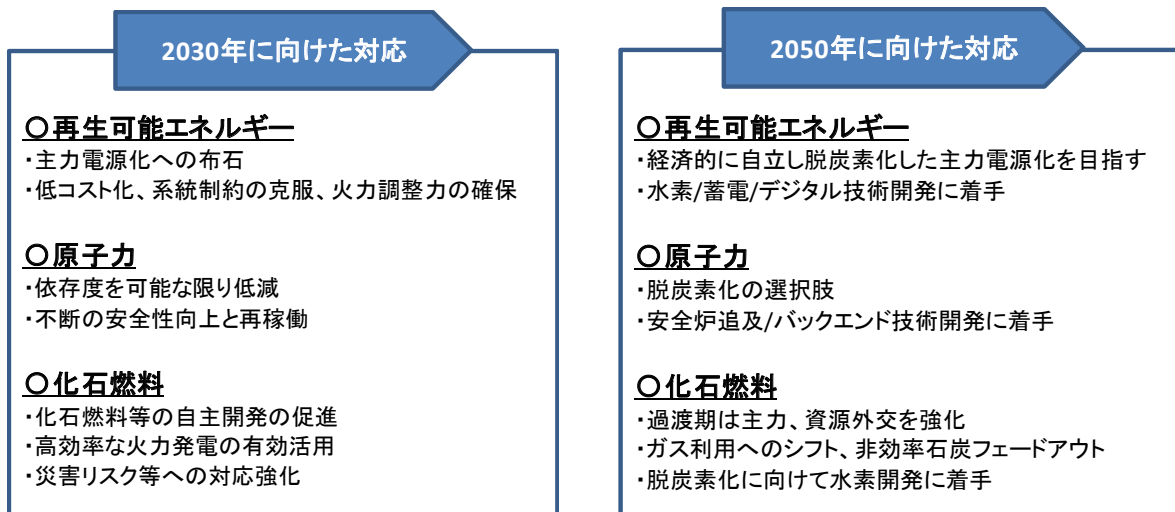 2030年に向けた対応
〇再生可能エネルギー
・主力電源化への布石
・低コスト化、系統制約の克服、火力調整力の確保
〇原子力
・依存度を可能な限り低減
・不断の安全性向上と再稼働
〇化石燃料
・化石燃料等の自主開発の促進
・高効率な火力発電の有効活用
・災害リスク等への対応強化
2050年に向けた対応
〇再生可能エネルギー
・経済的に自立し脱炭素化した主力電源化を目指す
・水素/蓄電/デジタル技術開発に着手
〇原子力
・脱炭素化の選択肢
・安全炉追及/バックエンド技術開発に着手
〇化石燃料
・過渡期は主力、資源外交を強化
・ガス利用へのシフト、非効率石炭フェードアウト
・脱炭素化に向けて水素開発に着手